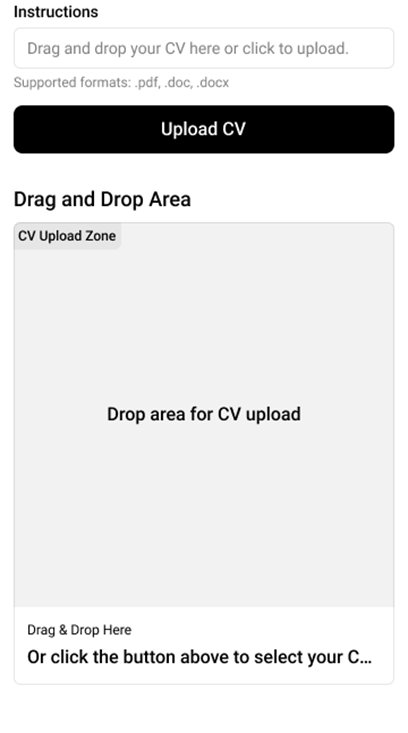 Instructions
Drag and drop your CV here or click to upload.
Supported formats: .pdf, .doc, .docx
Upload CV
Drag and Drop Area
CV Upload Zone
Drop area for CV upload
Drag & Drop Here
Or click the button above to select your C...